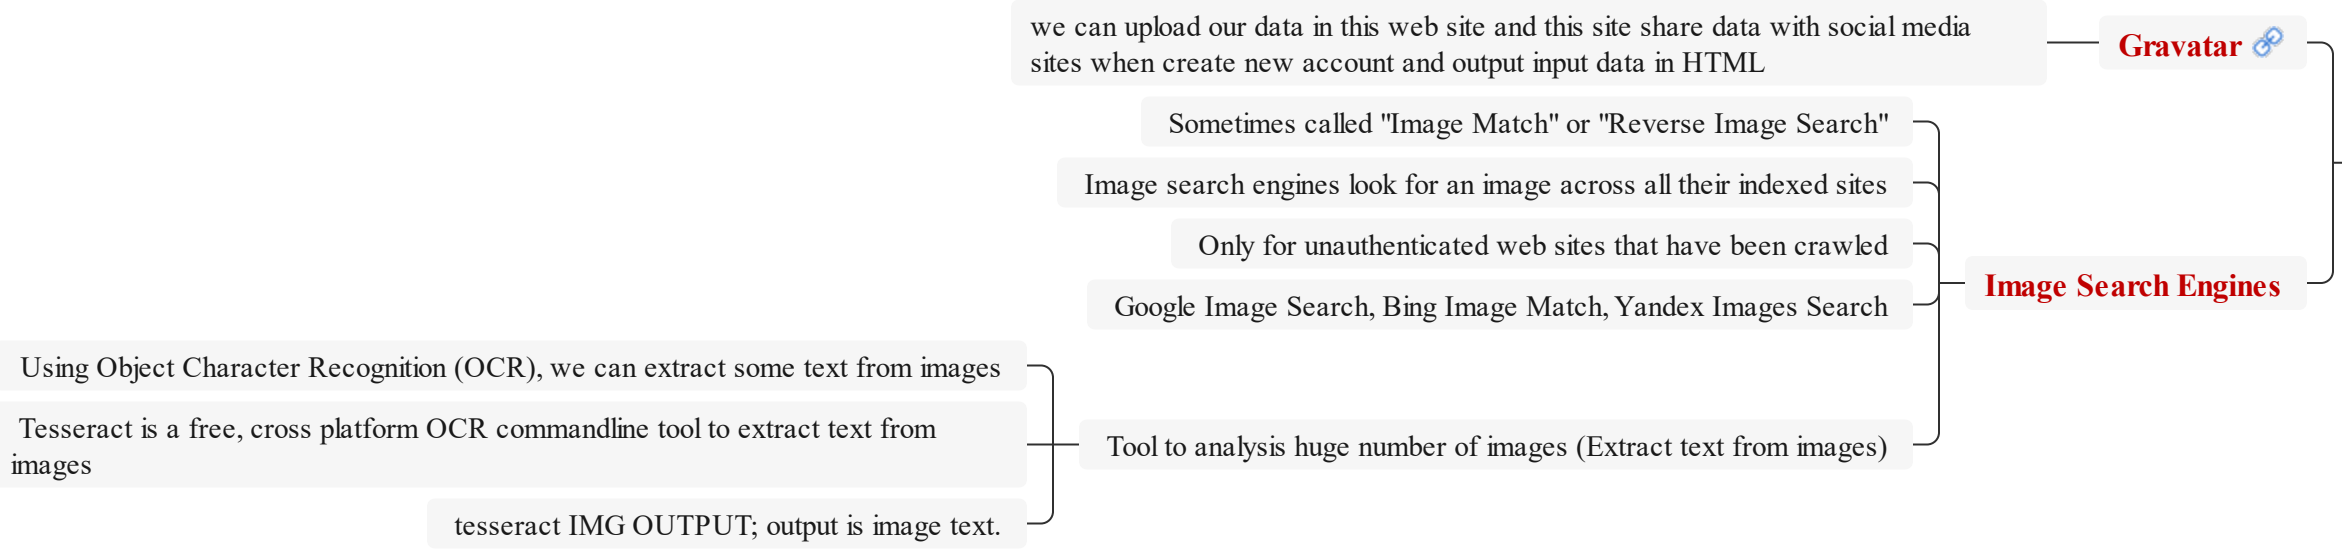 we can upload our data in this web site and this site share data with social media
sites when create new account and output input data in HTML
Gravatar
Sometimes called "Image Match" or "Reverse Image Search"
Image search engines look for an image across all their indexed sites
Only for unauthenticated web sites that have been crawled
Google Image Search, Bing Image Match, Yandex Images Search
Image Search Engines
Using Object Character Recognition (OCR), we can extract some text from images
Tesseract is a free, cross platform OCR commandline tool to extract text from
images
tesseract IMG OUTPUT; output is image text.
Tool to analysis huge number of images (Extract text from images)